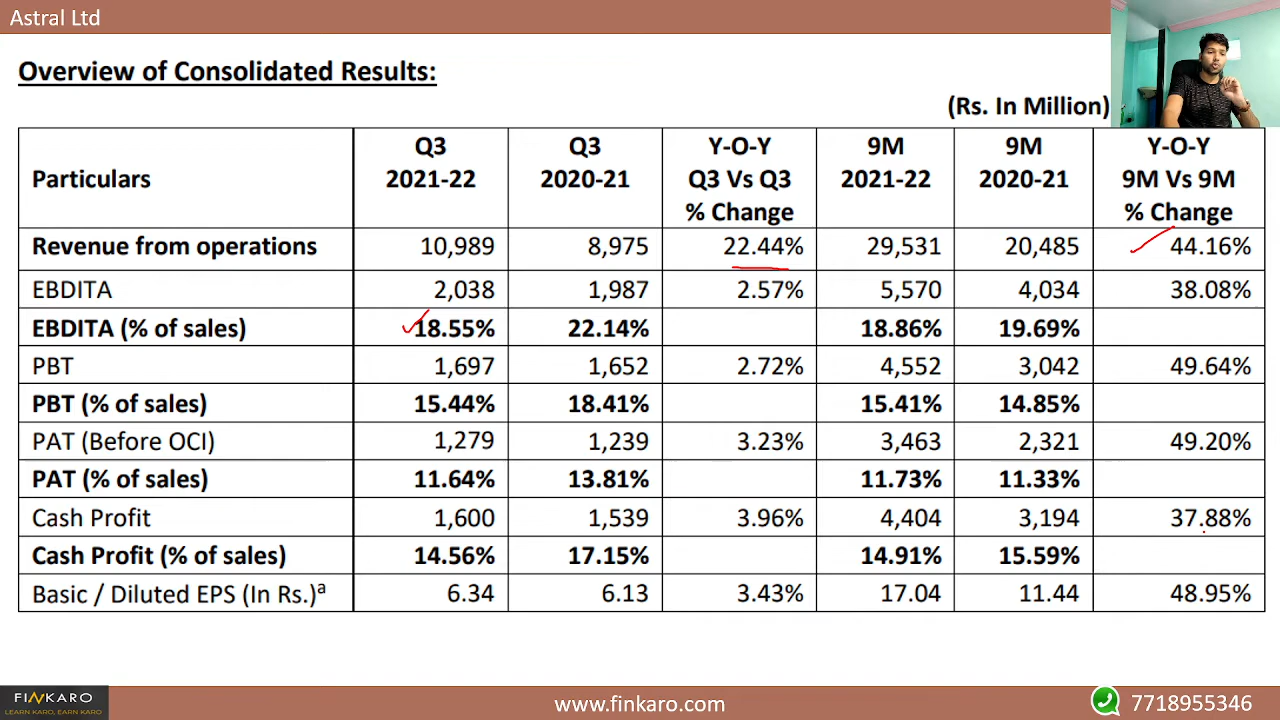 Astral Ltd
Overview of Consolidated Results:
(Rs. In Million)
Particulars Q3 2021-22 Q3 2020-21 Y-O-Y Q3 Vs Q3 % Change 9M 2021-22 9M 2020-21 Y-O-Y 9M Vs 9M % Change
Revenue from operations 10,989 8,975 22.44% 29,531 20,485 44.16%
EBDITA 2,038 1,987 2.57% 5,570 4,034 38.08%
EBDITA (% of sales) 18.55% 22.14% 18.86% 19.69%
PBT 1,697 1,652 2.72% 4,552 3,042 49.64%
PBT (% of sales) 15.44% 18.41% 15.41% 14.85%
PAT (Before OCI) 1,279 1,239 3.23% 3,463 2,321 49.20%
PAT (% of sales) 11.64% 13.81% 11.73% 11.33%
Cash Profit 1,600 1,539 3.96% 4,404 3,194 37.88%
Cash Profit (% of sales) 14.56% 17.15% 14.91% 15.59%
Basic / Diluted EPS (In Rs.)ª 6.34 6.13 3.43% 17.04 11.44 48.95%
FINKARO
LEARN KARO, EARN KARO
www.finkaro.com
7718955346